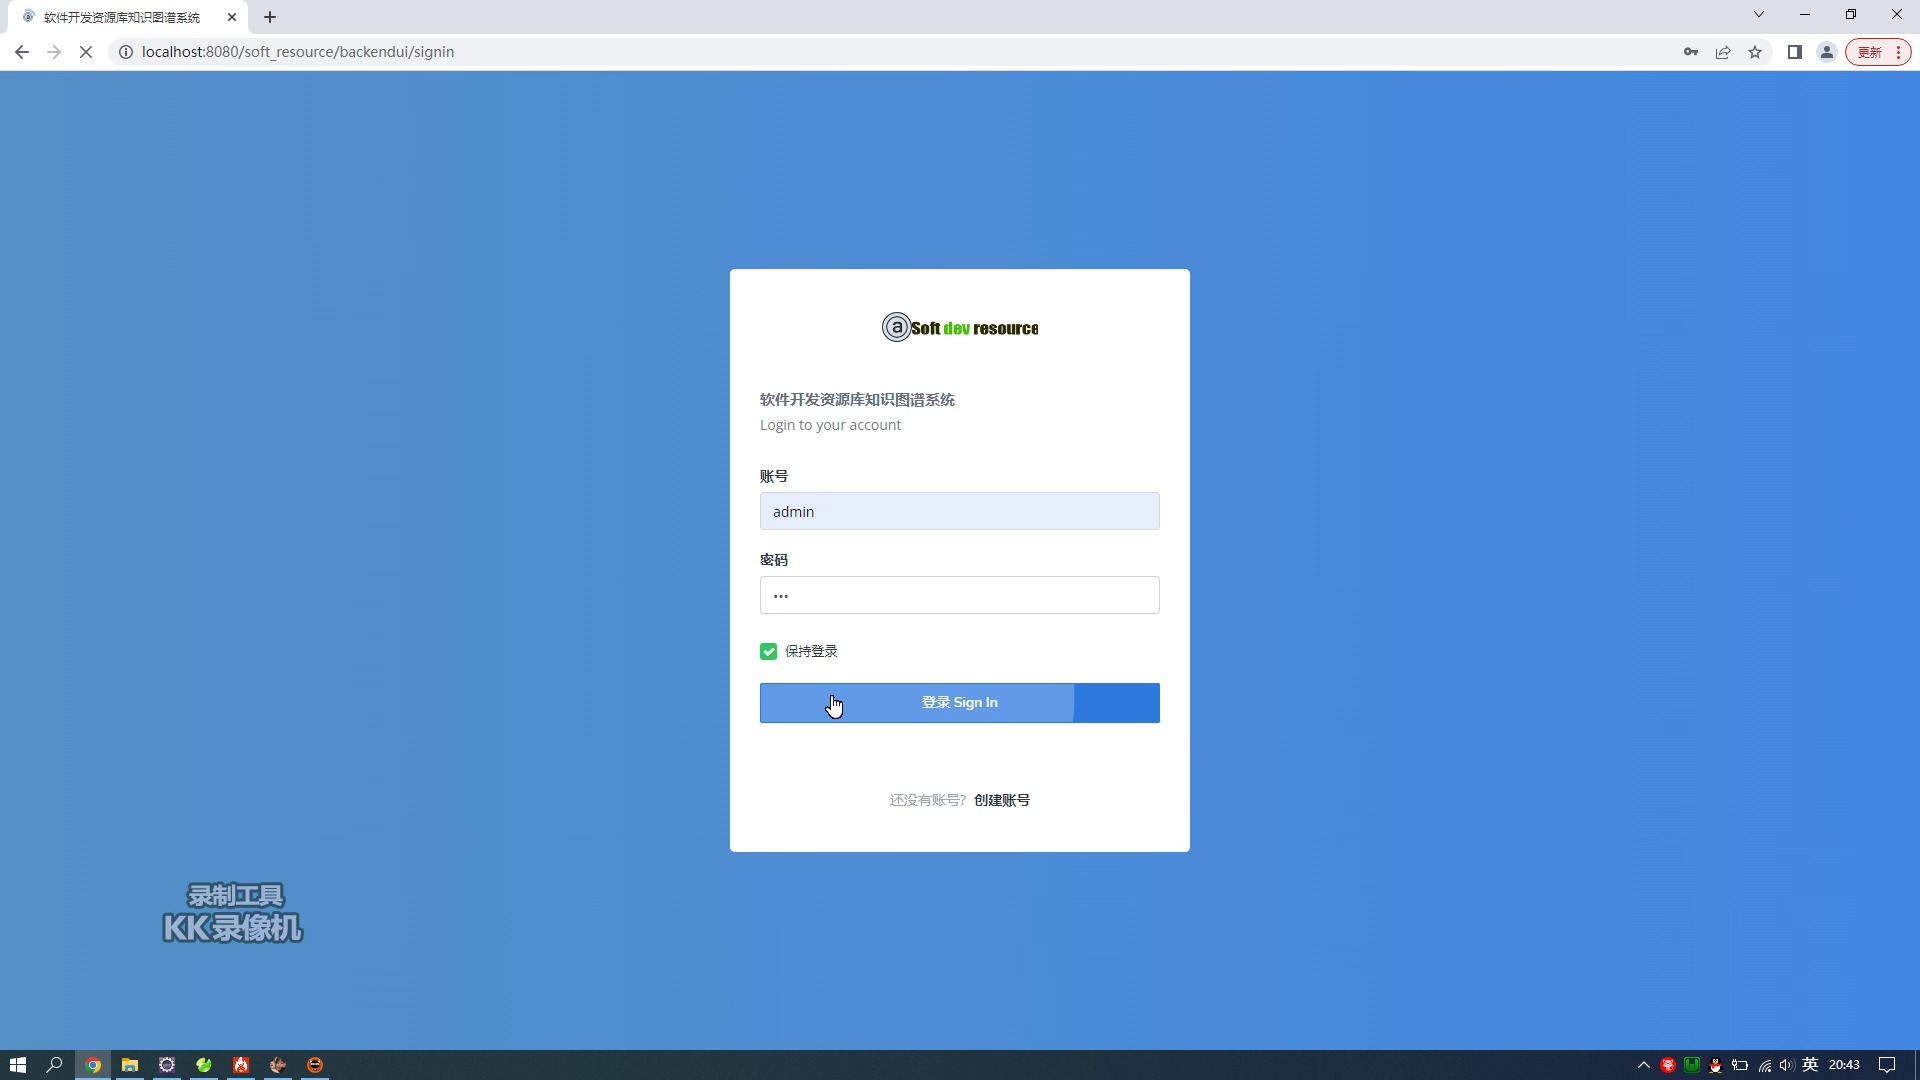 软件开发资源库知识图谱系统
localhost:8080/soft_resource/backendui/signin
更新
a Soft dev resource
软件开发资源库知识图谱系统
Login to your account
账号
admin
密码
•••
保持登录
登录 Sign In
还没有账号? 创建账号
录制工具
KK录像机
英
20:43